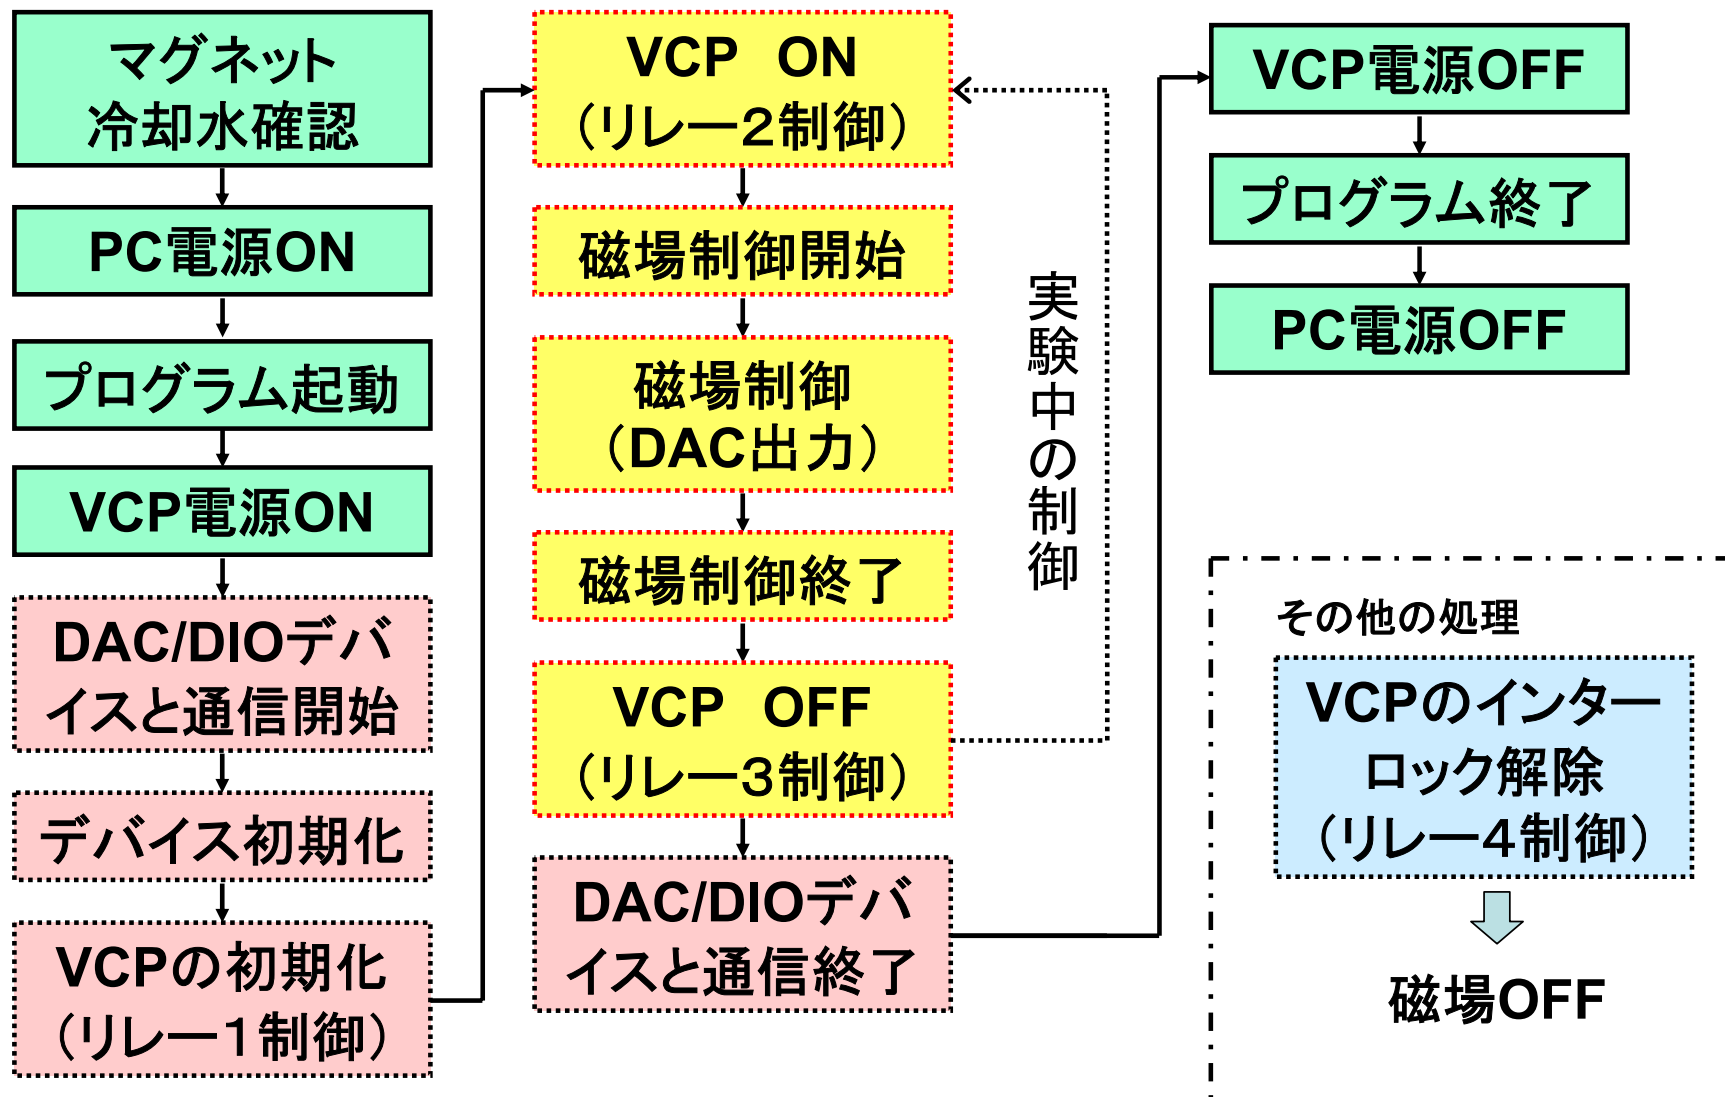 マグネット
冷却水確認
PC電源ON
プログラム起動
VCP電源ON
DAC/DIOデバ
イスと通信開始
デバイス初期化
VCPの初期化
（リレー１制御）
VCP　ON
（リレー２制御）
磁場制御開始
磁場制御
（DAC出力）
磁場制御終了
VCP　OFF
（リレー３制御）
DAC/DIOデバ
イスと通信終了
実験中の制御
VCP電源OFF
プログラム終了
PC電源OFF
その他の処理
VCPのインター
ロック解除
（リレー４制御）
磁場OFF